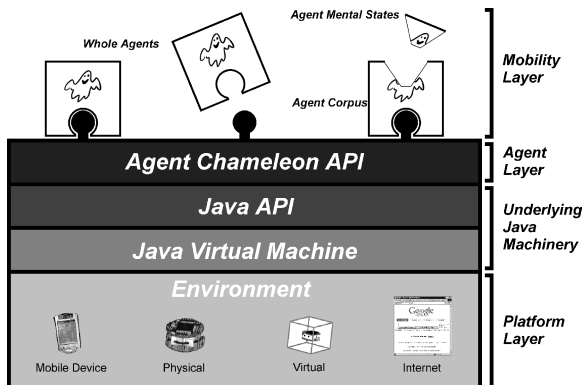 Agent Mental States
Whole Agents
Mobility
Layer
Agent Corpus
Agent Chameleon API
Agent
Layer
Java API
Underlying
Java
Machinery
Java Virtual Machine
Environment
Google
Platform
Layer
Mobile Device
Physical
Virtual
Internet